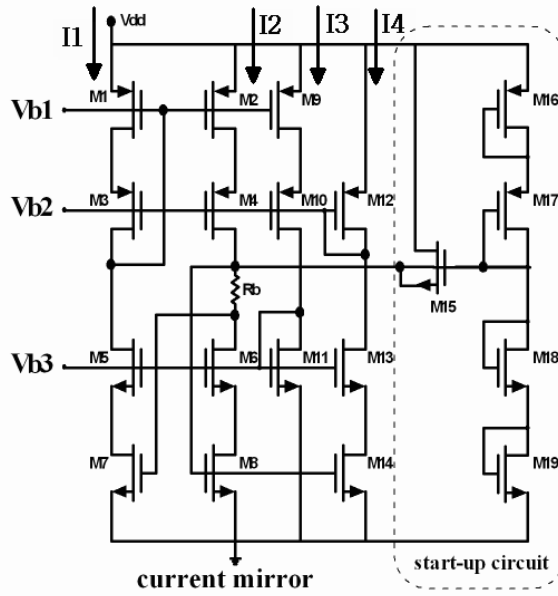 I1
Vdd
I2
I3
I4
Vb1
M1
M2
M9
M16
Vb2
M3
M4
M10
M12
M17
Rb
M15
Vb3
M5
M6
M11
M13
M18
M7
M8
M14
M19
start-up circuit
current mirror